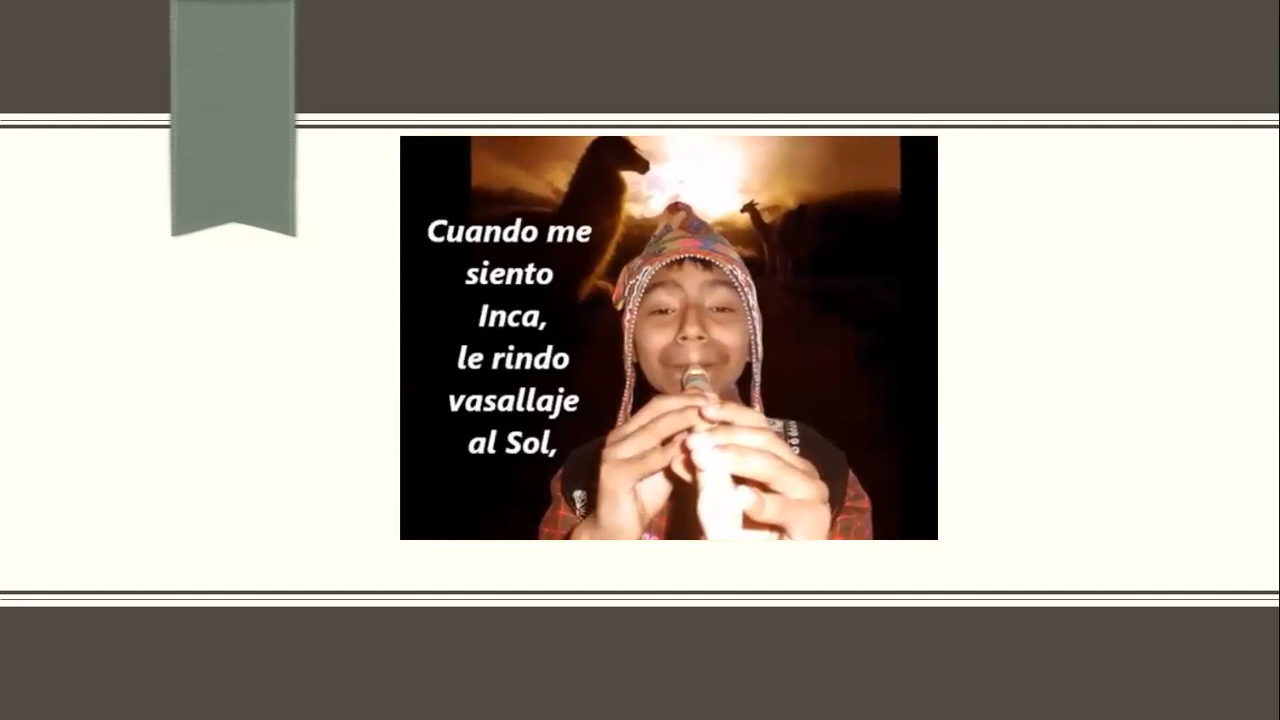 Cuando me
siento
Inca,
le rindo
vasallaje
al Sol,